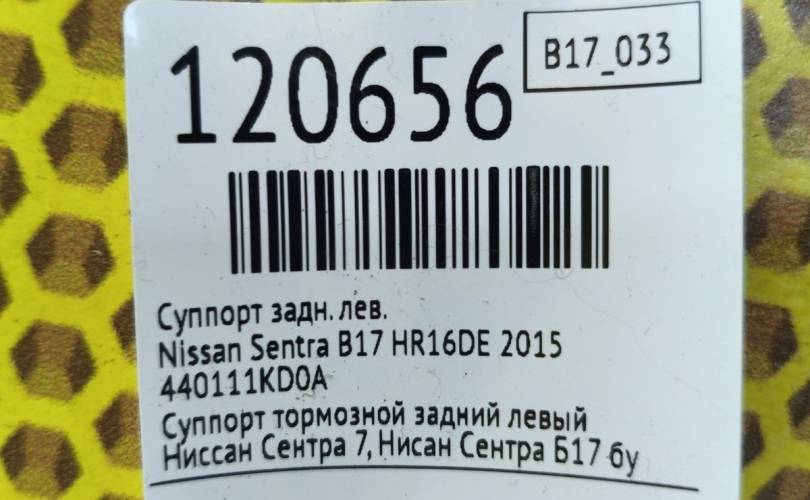 120656
B17_033
Суппорт задн. лев.
Nissan Sentra B17 HR16DE 2015
440111KD0A
Суппорт тормозной задний левый
Ниссан Сентра 7, Нисан Сентра Б17 бу